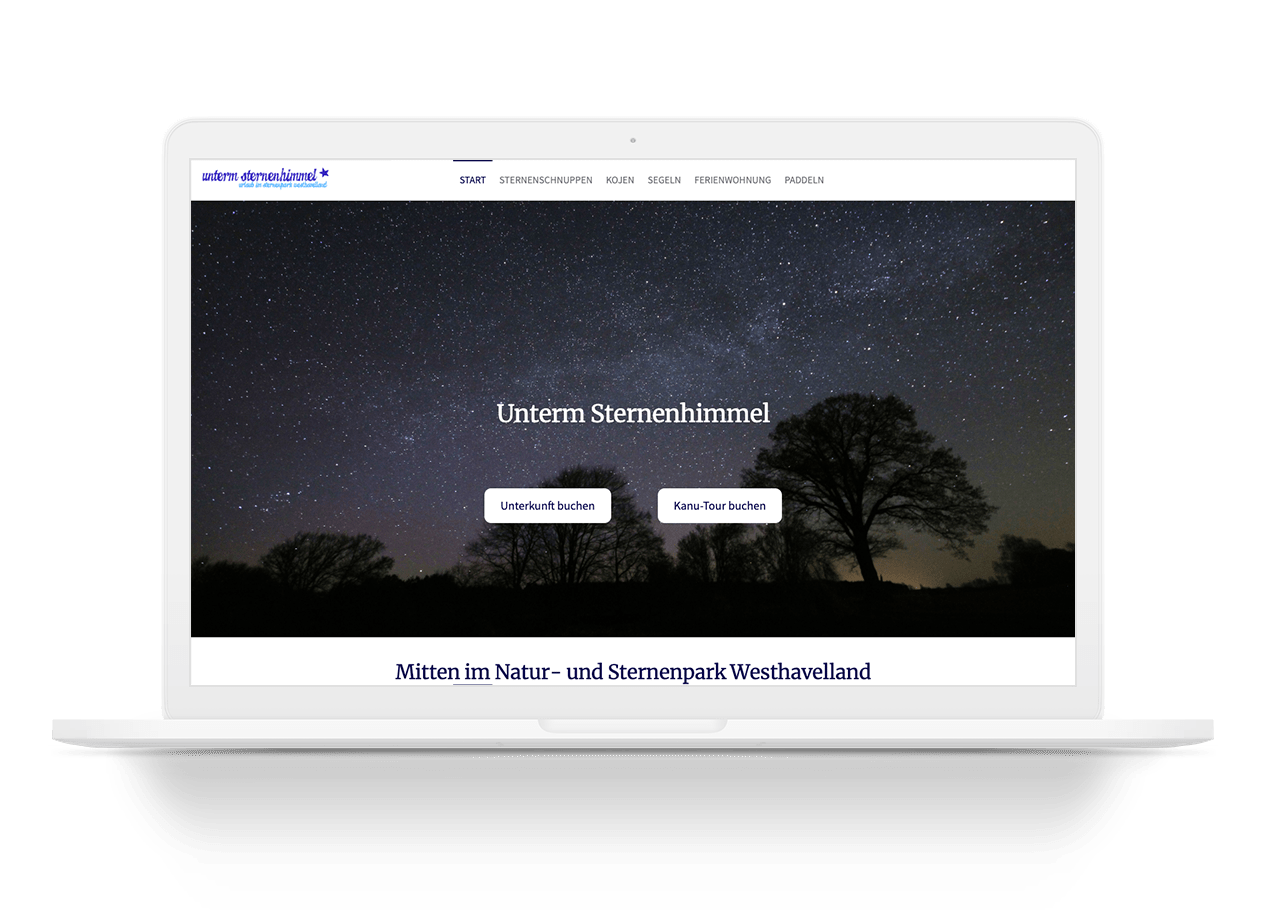 unterm sternenhimmel
urlaub im sternenpark westhavelland
START STERNENSCHNUPPEN KOJEN SEGELN FERIENWOHNUNG PADDELN
Unterm Sternenhimmel
Unterkunft buchen Kanu-Tour buchen
Mitten im Natur- und Sternenpark Westhavelland